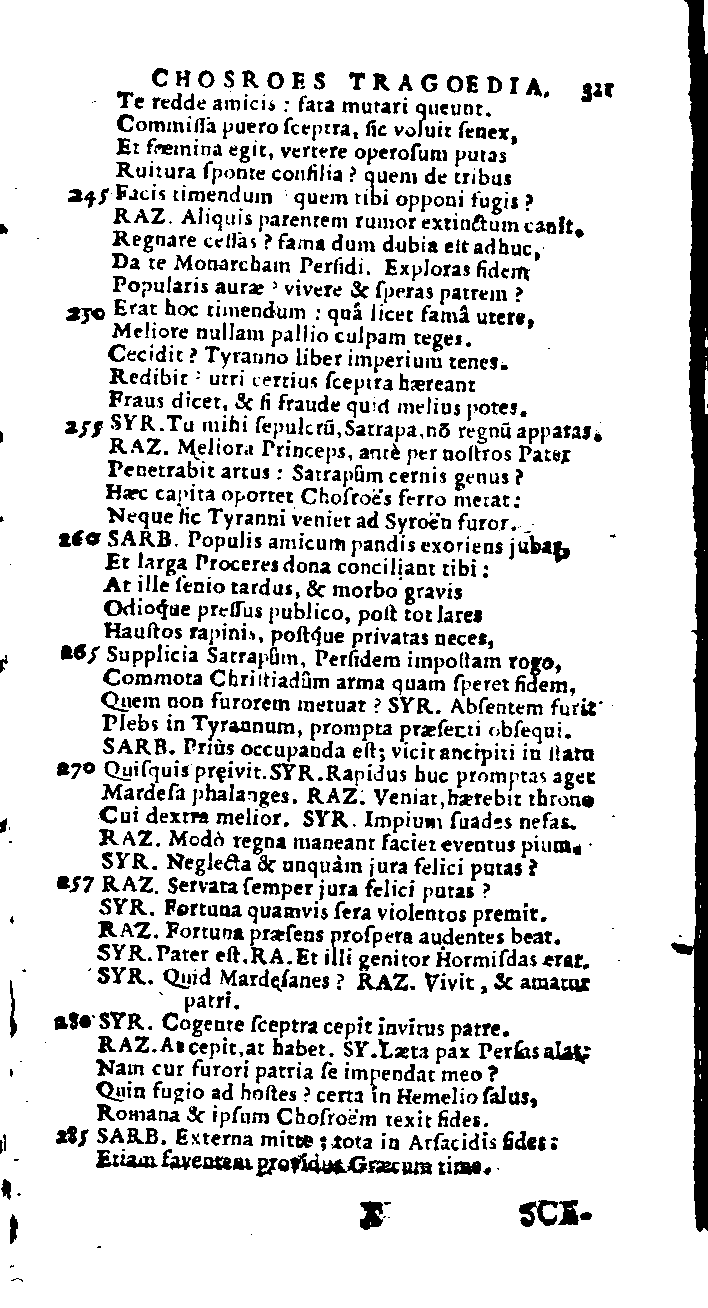 CHOSROES TRAGOEDIA. 321
Te redde amicis : fata mutari queunt.
Commiſſa puero ſceptra, ſic voluit ſenex,
Et fæmina egit, vertere operoſum putas
Ruitura ſponte conſilia ? quem de tribus
245 Facis timendum quem tibi opponi fugis ?
RAZ. Aliquis parentem rumor extinctum canit.
Regnare ceſſas ? fama dum dubia eſt adhuc,
Da te Monarcham Perſidi. Exploras fidem
Popularis auræ ? vivere & ſperas patrem ?
250 Erat hoc timendum : quâ licet famâ utere,
Meliore nullam pallio culpam teges.
Cecidit ? Tyranno liber imperium tenes.
Redibit ? utri certius ſceptra hæreant
Fraus dicet, & ſi fraude quid melius potes.
255 SYR.Tu mihi ſepulcrū,Satrapa,nō regnū apparas.
RAZ. Meliora Princeps, antè per noſtros Pater
Penetrabit artus : Satrapûm cernis genus ?
Hæc capita oportet Choſroës ferro metat:
Neque ſic Tyranni veniet ad Syroën furor.
260 SARB. Populis amicum pandis exoriens jubar,
Et larga Proceres dona conciliant tibi :
At ille ſenio tardus, & morbo gravis
Odioque preſſus publico, poſt tot lares
Hauſtos rapinis, poſtque privatas neces,
265 Supplicia Satrapûm, Perſidem impoſtam rogo,
Commota Chriſtiadûm arma quam ſperet fidem,
Quem non furorem metuat ? SYR. Abſentem furit
Plebs in Tyrannum, prompta præſenti obſequi.
SARB. Priùs occupanda eſt; vicit ancipiti in ſtatu
270 Quiſquis pręivit.SYR.Rapidus huc promptas aget
Mardeſa phalanges. RAZ. Veniat,hærebit throno
Cui dextra melior. SYR. Impium ſuades nefas.
RAZ. Modò regna maneant faciet eventus pium.
SYR. Neglecta & unquàm jura felici putas ?
257 RAZ. Servata ſemper jura felici putas ?
SYR. Fortuna quamvis ſera violentos premit.
RAZ. Fortuna præſens proſpera audentes beat.
SYR.Pater eſt.RA.Et illi genitor Hormiſdas erat.
SYR. Quid Mardęſanes ? RAZ. Vivit, & amatur
patri.
280 SYR. Cogente ſceptra cepit invitus patre.
RAZ.At cepit,at habet. SY.Læta pax Perſas alat;
Nam cur furori patria ſe impendat meo ?
Quin fugio ad hoſtes ? certa in Hemelio ſalus,
Romana & ipſum Choſroëm texit fides.
285 SARB. Externa mitte ; tota in Arſacidis fides :
Etiam faventem providus Græcum time.
X SCE-